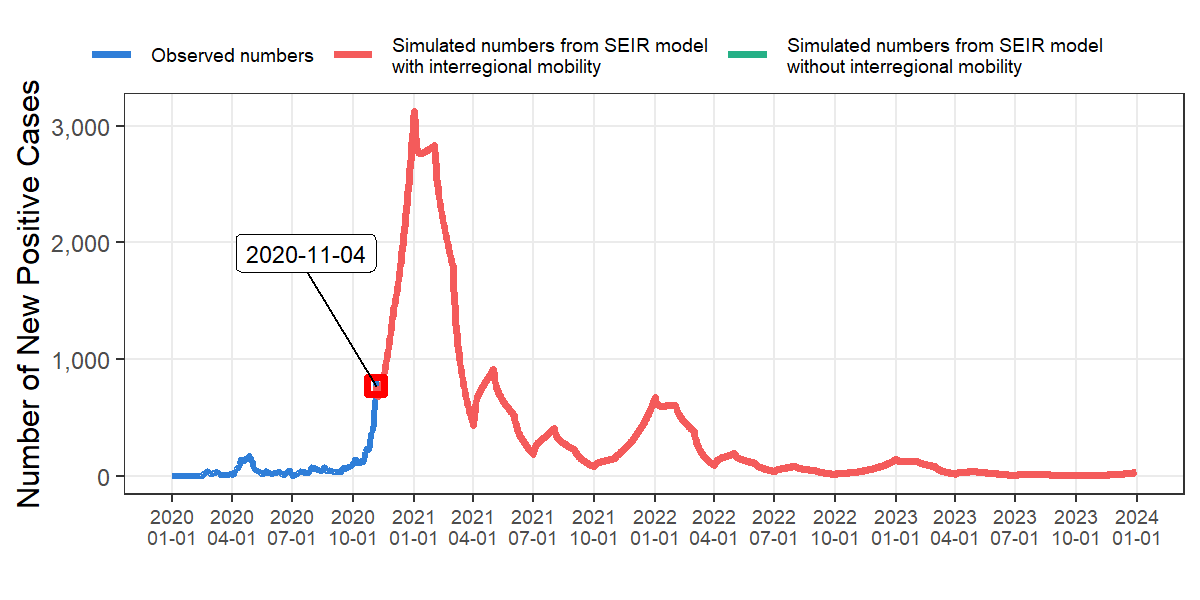 Observed numbers
Simulated numbers from SEIR model
with interregional mobility
Simulated numbers from SEIR model
without interregional mobility
Number of New Positive Cases
3,000
2,000
1,000
0
2020-11-04
2020 2020 2020 2020 2021 2021 2021 2021 2022 2022 2022 2022 2023 2023 2023 2023 2024
01-01 04-01 07-01 10-01 01-01 04-01 07-01 10-01 01-01 04-01 07-01 10-01 01-01 04-01 07-01 10-01 01-01